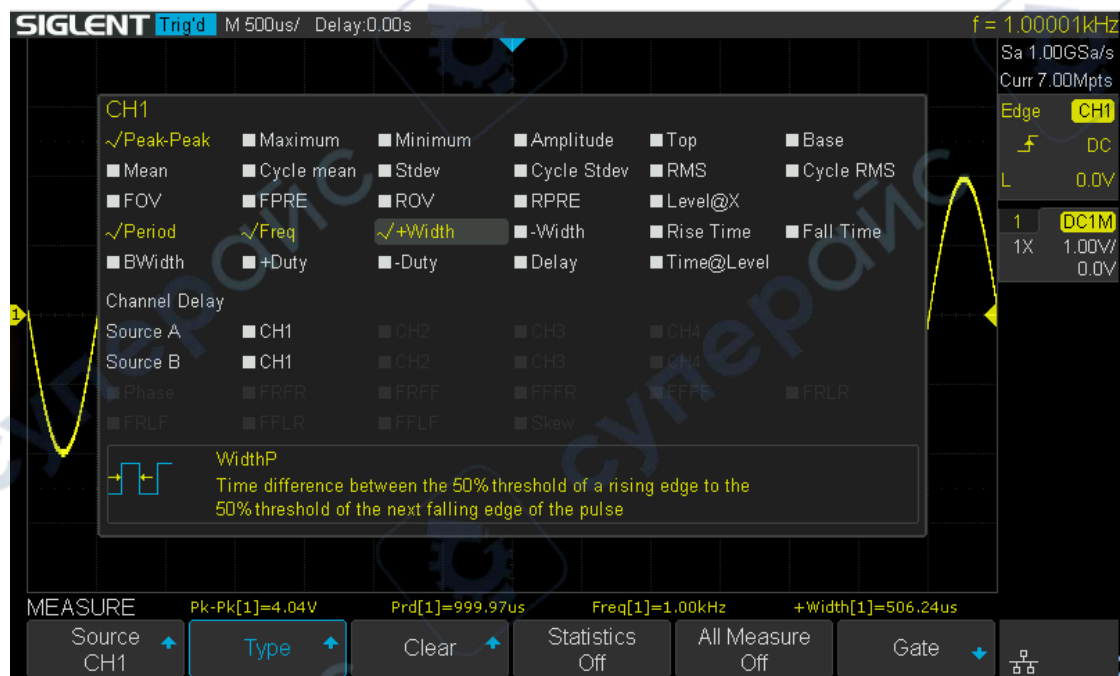 SIGLENT Trig'd M 500us/ Delay:0.00s f = 1.00001kHz
Sa 1.00GSa/s
Curr 7.00Mpts
Edge CH1
DC
L 0.0V
1 DC1M
1X 1.00V/
0.0V
CH1
√Peak-Peak ■Maximum ■Minimum ■Amplitude ■Top ■Base
■Mean ■Cycle mean ■Stdev ■Cycle Stdev ■RMS ■Cycle RMS
■FOV ■FPRE ■ROV ■RPRE ■Level@X
√Period √Freq √+Width ■-Width ■Rise Time ■Fall Time
■BWidth ■+Duty ■-Duty ■Delay ■Time@Level
Channel Delay
Source A ■CH1 ■CH2 ■CH3 ■CH4
Source B ■CH1 ■CH2 ■CH3 ■CH4
■Phase ■FRFR ■FRFF ■FFFR ■FFFF ■FRLR
■FRLF ■FFLR ■FFLF ■Skew
WidthP
Time difference between the 50% threshold of a rising edge to the
50% threshold of the next falling edge of the pulse
1
MEASURE Pk-Pk[1]=4.04V Prd[1]=999.97us Freq[1]=1.00kHz +Width[1]=506.24us
Source
CH1
Type
Clear
Statistics
Off
All Measure
Off
Gate
суперайс
суперайс